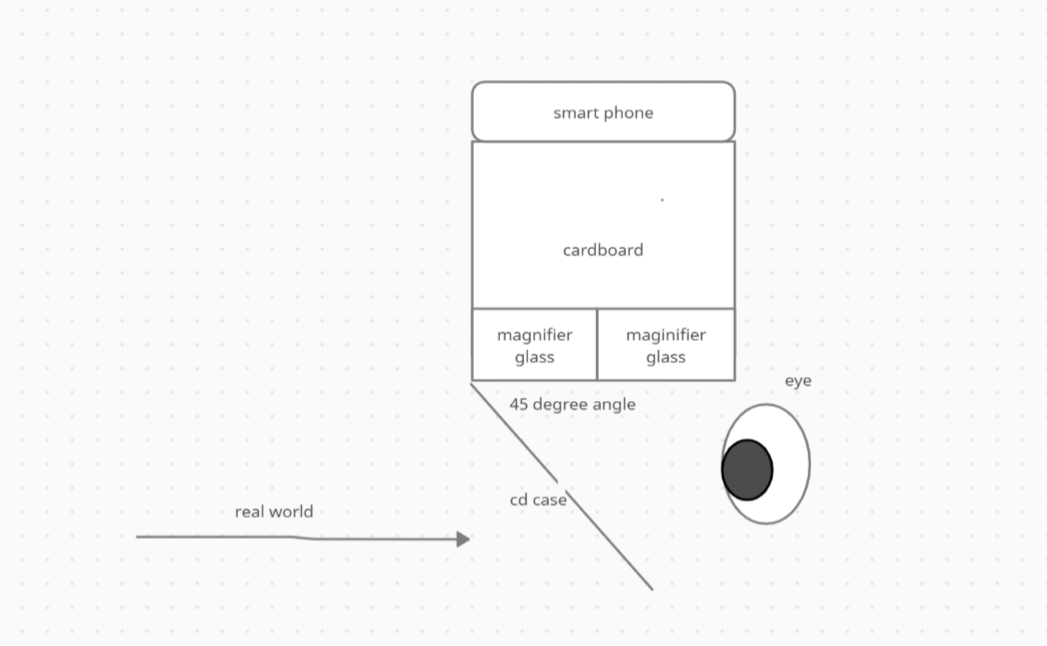 smart phone
cardboard
magnifier
glass
maginifier
glass
eye
45 degree angle
cd case
real world